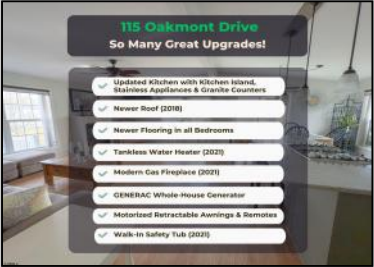 115 Oakmont Drive
So Many Great Upgrades!
Updated Kitchen with Kitchen Island,
Stainless Appliances & Granite Counters
Newer Roof (2018)
Newer Flooring in all Bedrooms
Tankless Water Heater (2021)
Modern Gas Fireplace (2021)
GENERAC Whole-House Generator
Motorized Retractable Awnings & Remotes
Walk-In Safety Tub (2021)